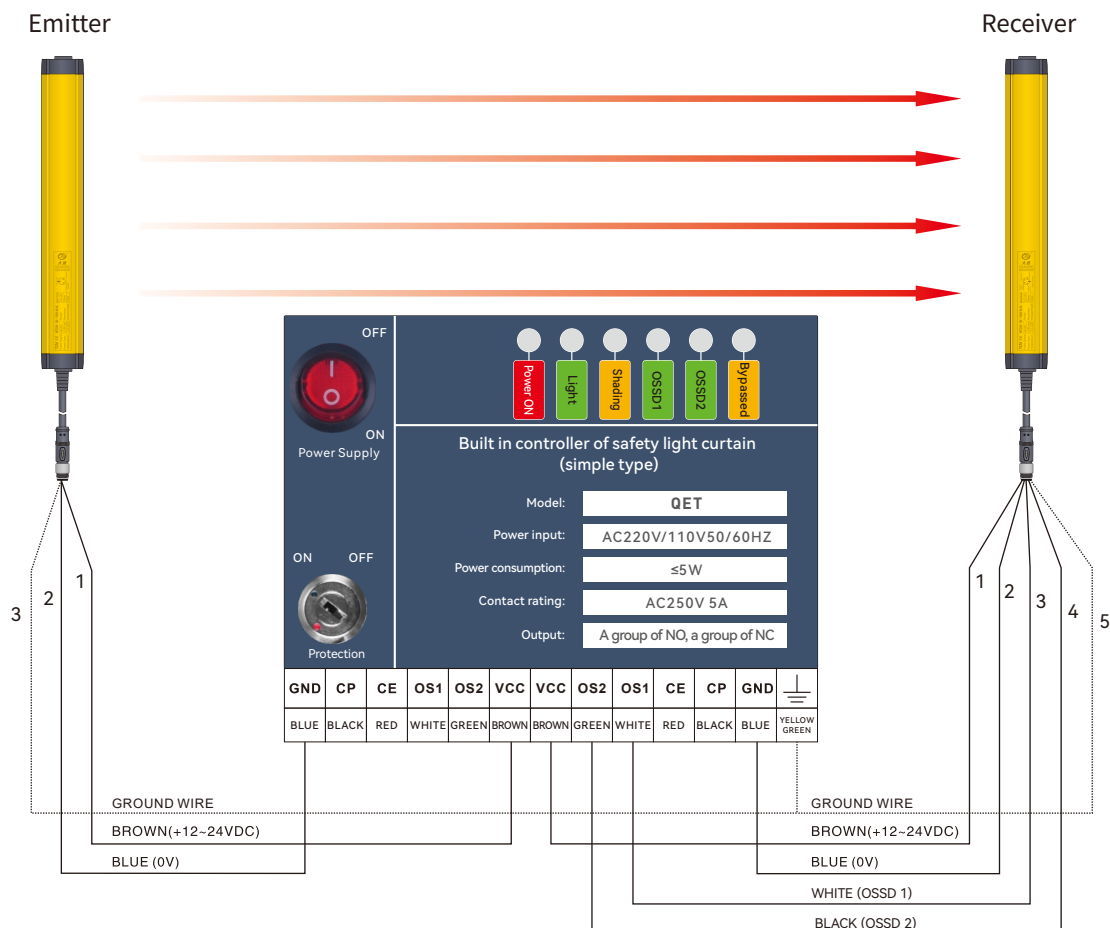 Emitter
Receiver
OFF
ON
Power Supply
Power ON
Light
Shading
OSSD1
OSSD2
Bypassed
Built in controller of safety light curtain
(simple type)
Model: QET
Power input: AC220V/110V50/60HZ
Power consumption: ≤5W
Contact rating: AC250V 5A
Output: A group of NO, a group of NC
ON OFF
Protection
GND CP CE OS1 OS2 VCC VCC OS2 OS1 CE CP GND
BLUE BLACK RED WHITE GREEN BROWN BROWN GREEN WHITE RED BLACK BLUE YELLOW GREEN
3 2 1
1 2 3 4 5
GROUND WIRE
BROWN(+12~24VDC)
BLUE (0V)
GROUND WIRE
BROWN(+12~24VDC)
BLUE (0V)
WHITE (OSSD 1)
BLACK (OSSD 2)